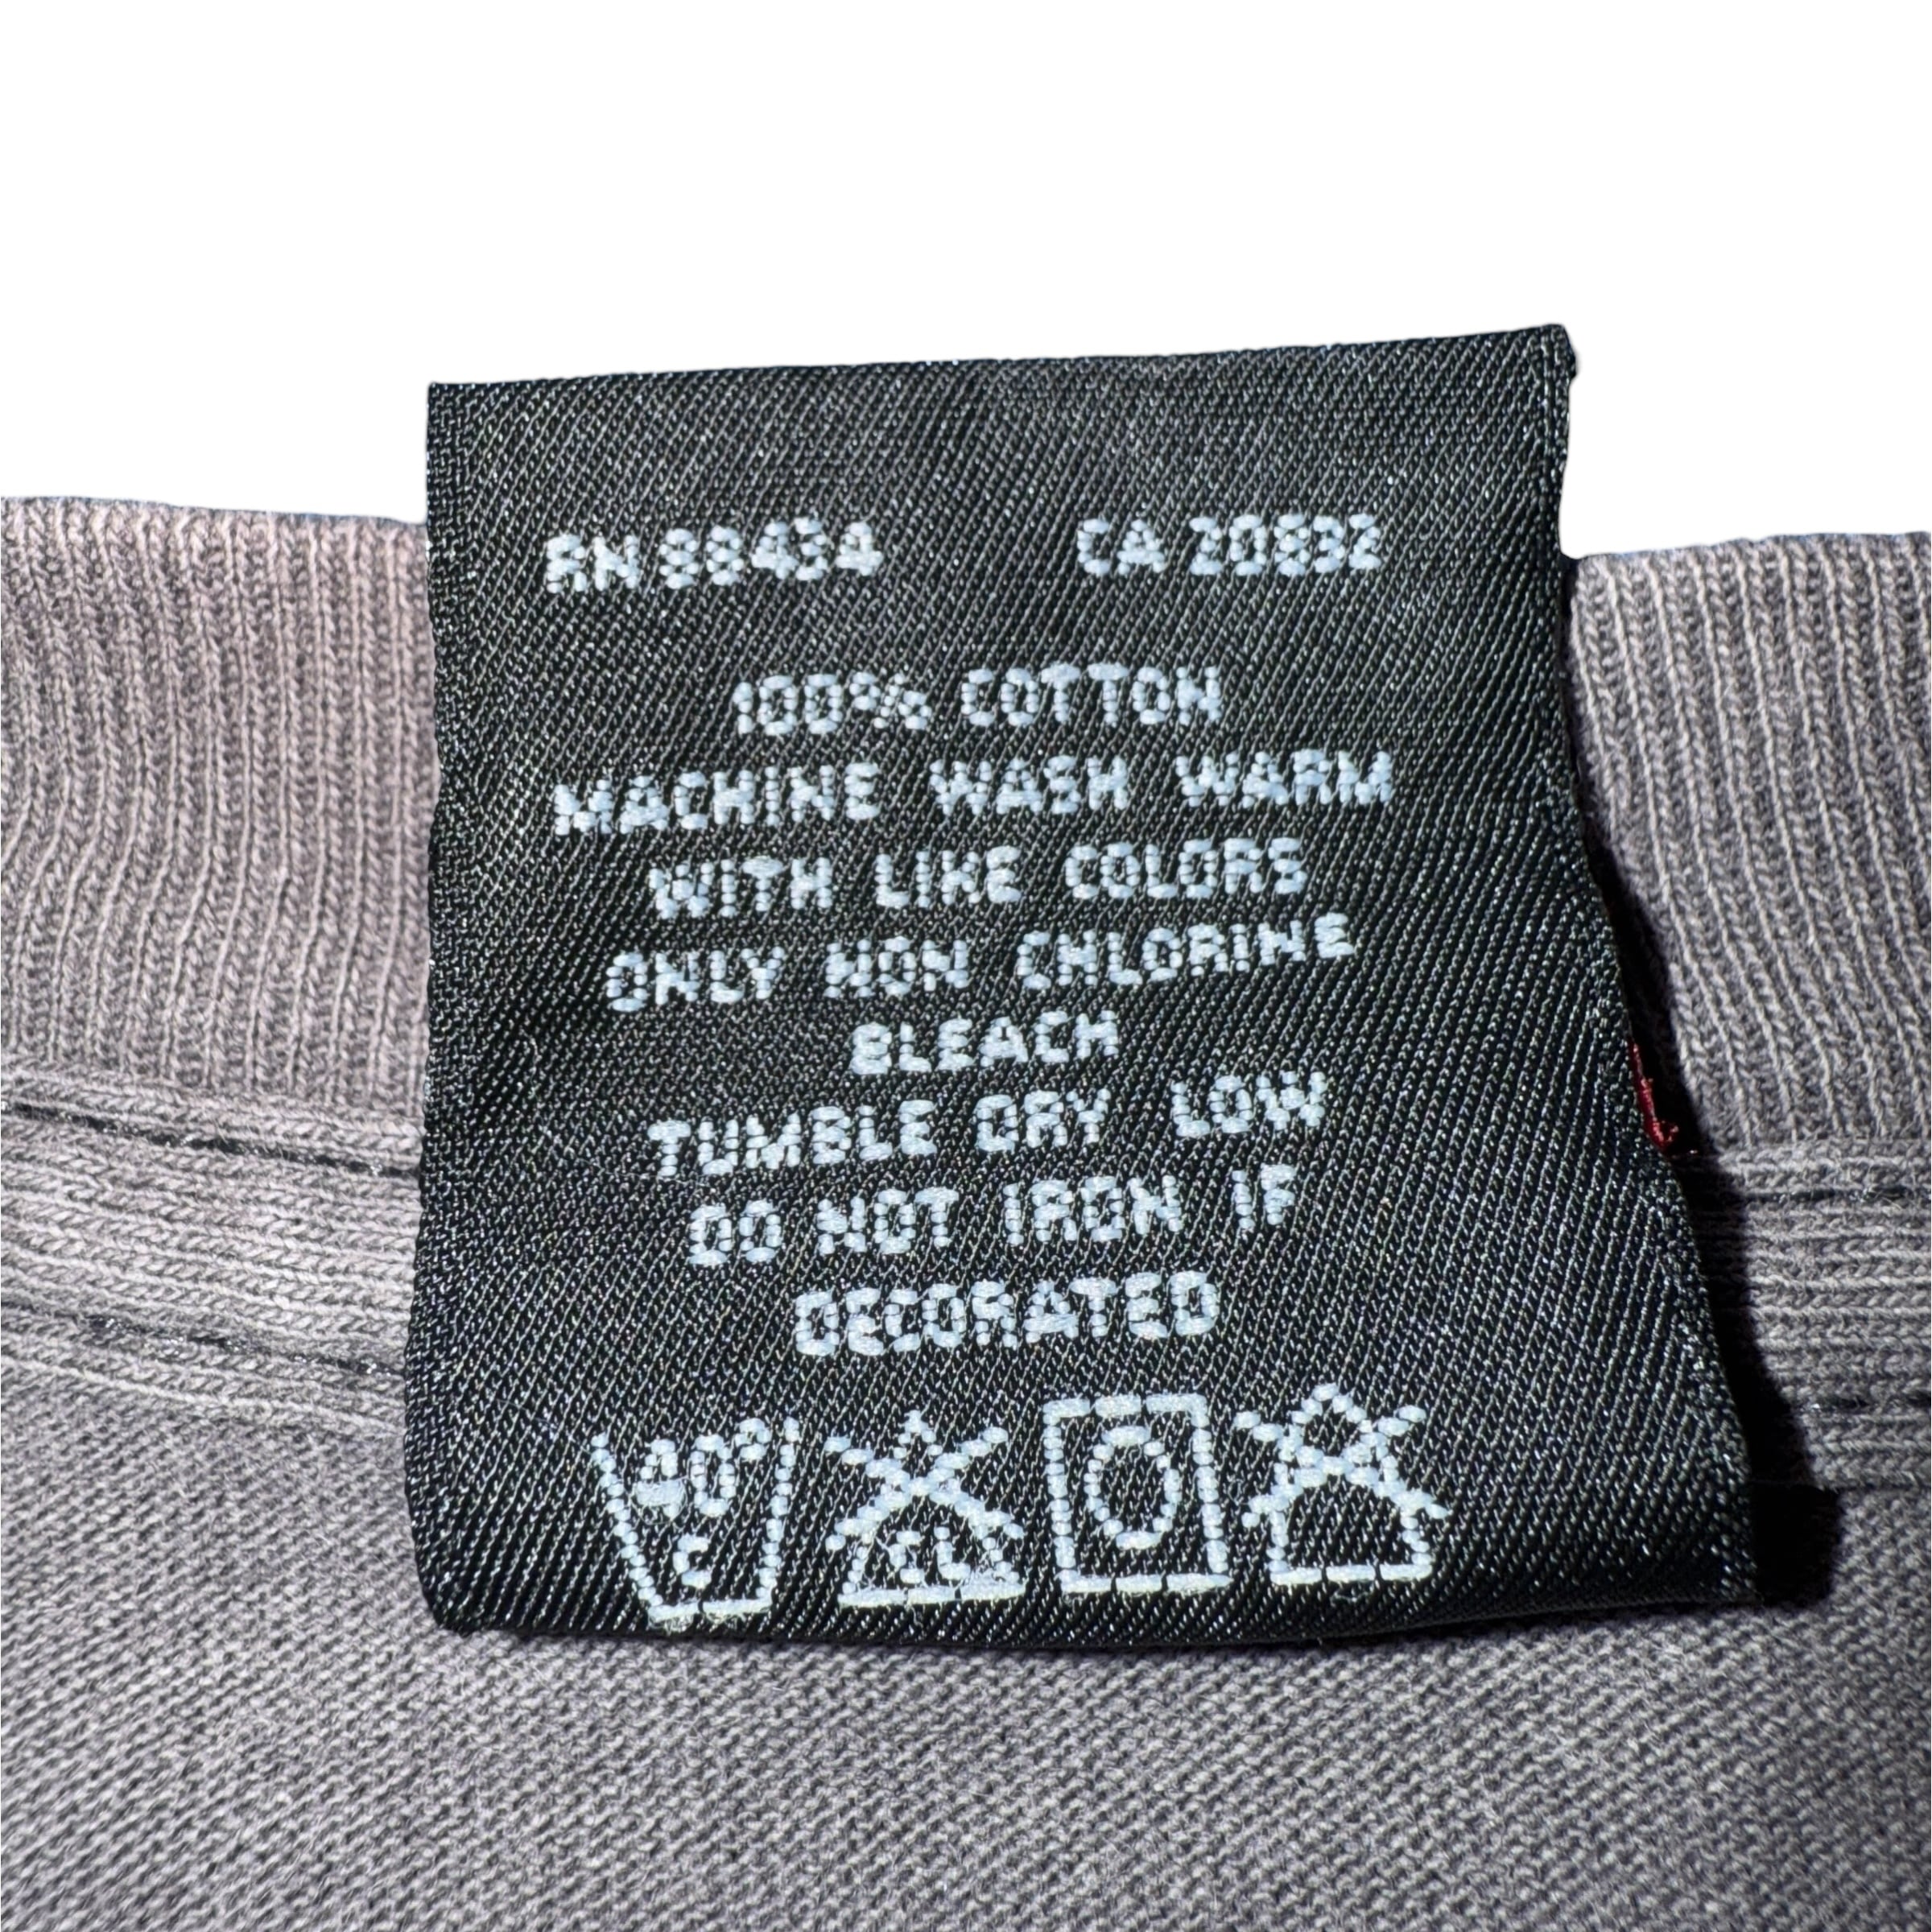 RN 88434 CA 20832
100% COTTON
MACHINE WASH WARM
WITH LIKE COLORS
ONLY NON CHLORINE
BLEACH
TUMBLE DRY LOW
DO NOT IRON IF
DECORATED
40° C CL